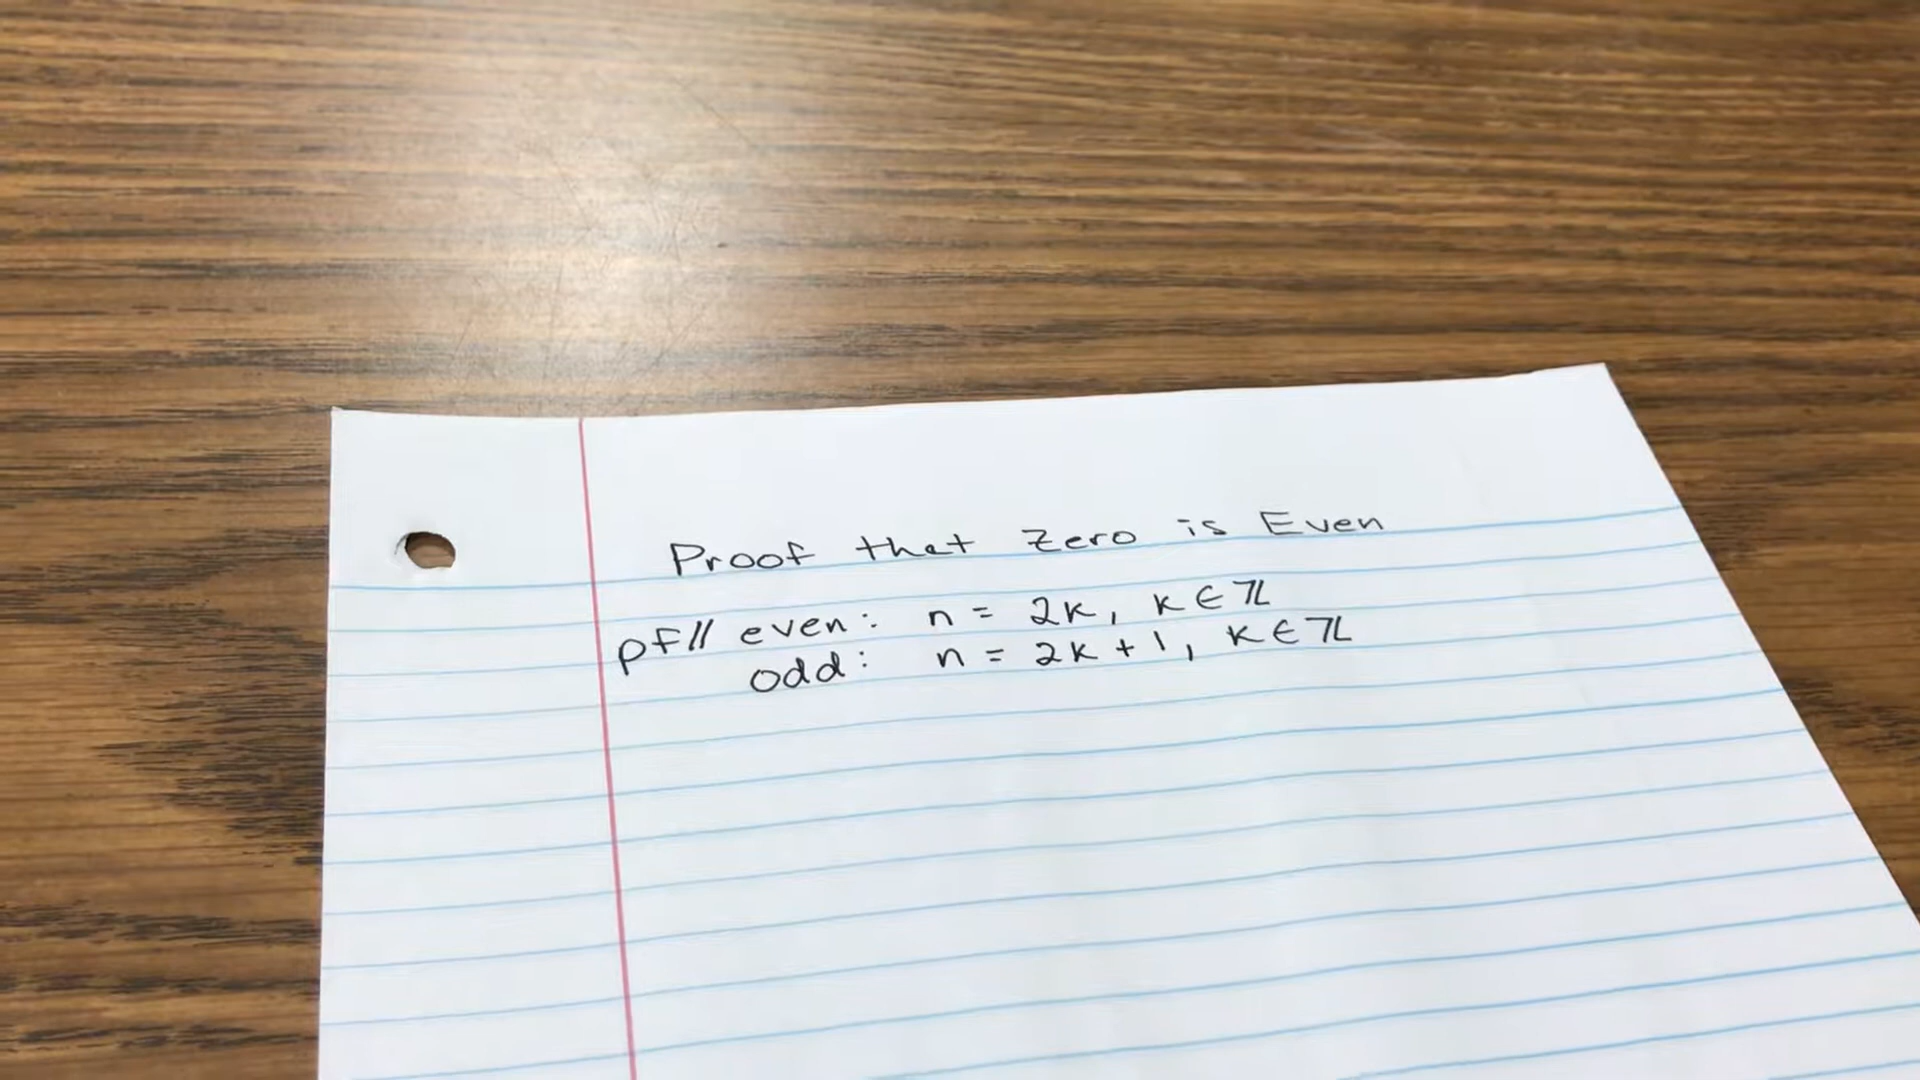 Proof that Zero is Even
pf// even: n = 2k, k ∈ ℤ
odd: n = 2k + 1, k ∈ ℤ